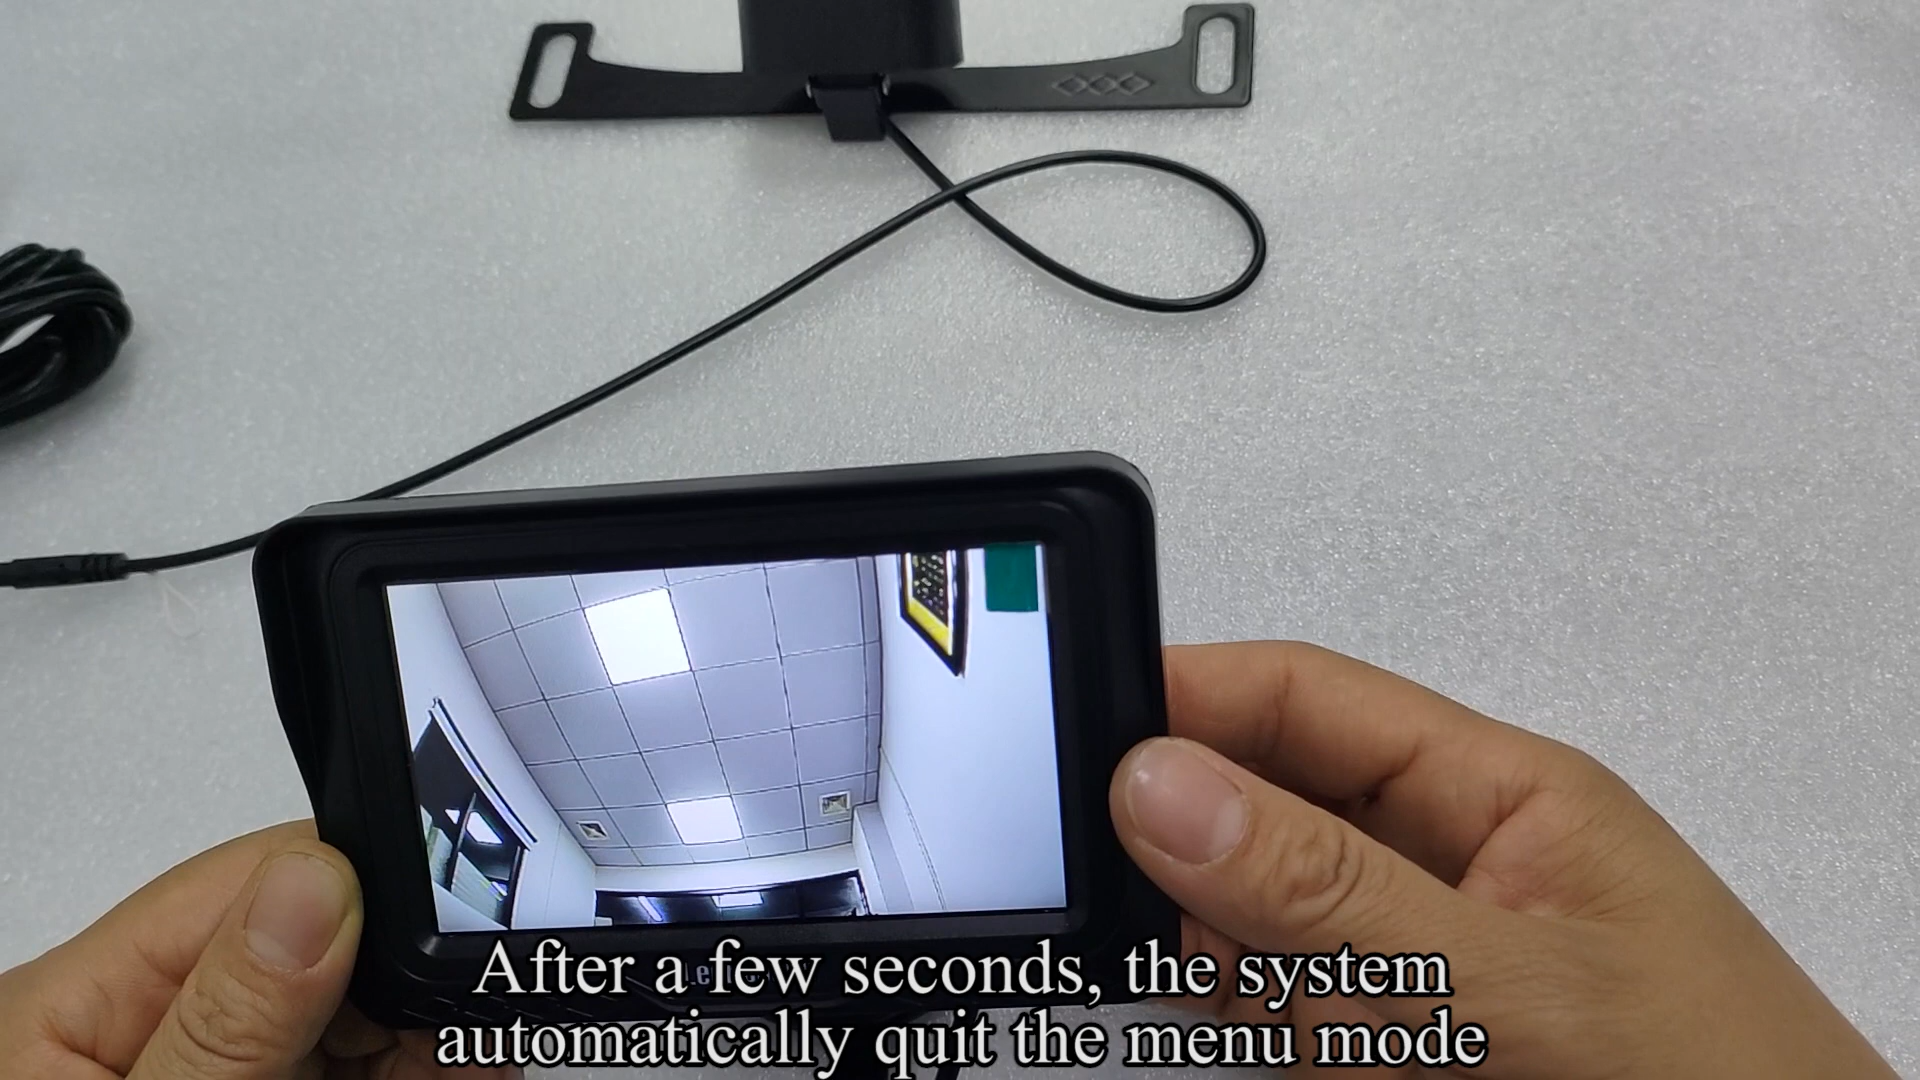 After a few seconds, the system
automatically quit the menu mode